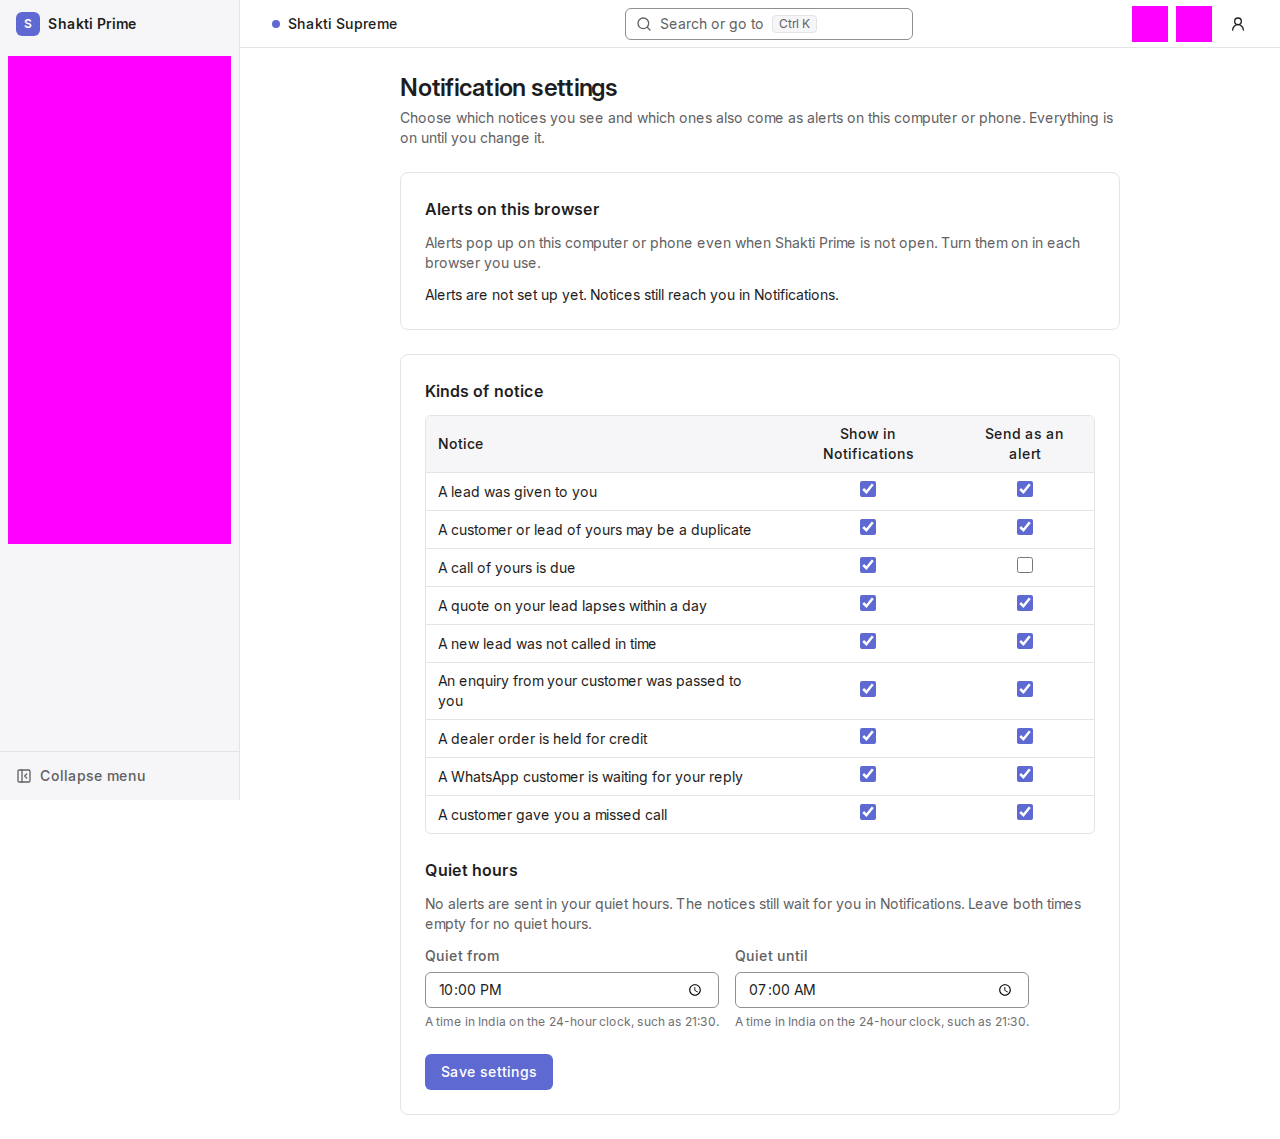 S Shakti Prime
Shakti Supreme
Search or go to Ctrl K
Notification settings
Choose which notices you see and which ones also come as alerts on this computer or phone. Everything is
on until you change it.
Alerts on this browser
Alerts pop up on this computer or phone even when Shakti Prime is not open. Turn them on in each
browser you use.
Alerts are not set up yet. Notices still reach you in Notifications.
Kinds of notice
Notice
Show in
Notifications
Send as an
alert
A lead was given to you
A customer or lead of yours may be a duplicate
A call of yours is due
A quote on your lead lapses within a day
A new lead was not called in time
An enquiry from your customer was passed to
you
A dealer order is held for credit
A WhatsApp customer is waiting for your reply
A customer gave you a missed call
Quiet hours
No alerts are sent in your quiet hours. The notices still wait for you in Notifications. Leave both times
empty for no quiet hours.
Quiet from
10:00 PM
A time in India on the 24-hour clock, such as 21:30.
Quiet until
07:00 AM
A time in India on the 24-hour clock, such as 21:30.
Save settings
Collapse menu